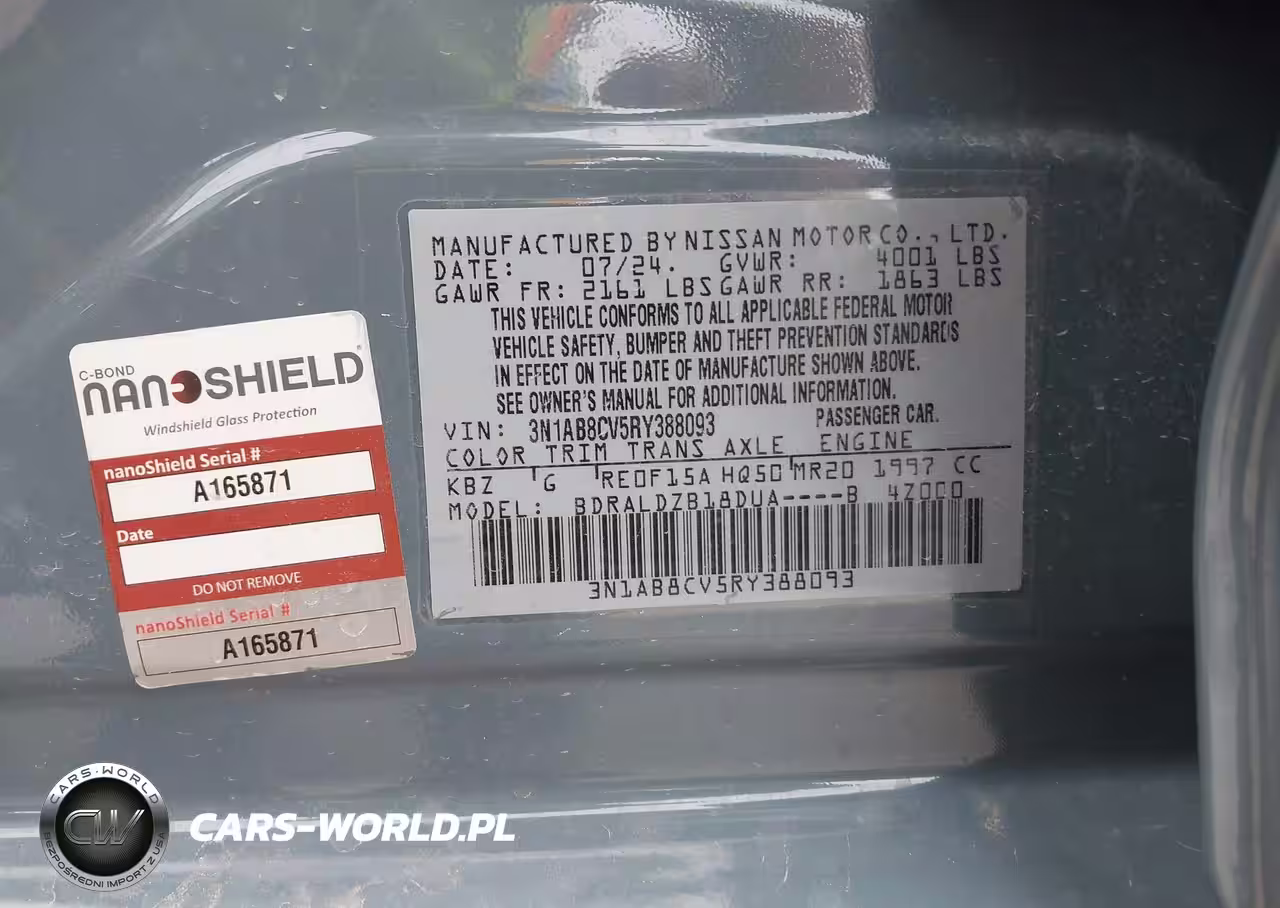 MANUFACTURED BY NISSAN MOTOR CO., LTD.
DATE: 07/24. GVWR: 4001 LBS
GAWR FR: 2161 LBS GAWR RR: 1863 LBS
THIS VEHICLE CONFORMS TO ALL APPLICABLE FEDERAL MOTOR
VEHICLE SAFETY, BUMPER AND THEFT PREVENTION STANDARDS
IN EFFECT ON THE DATE OF MANUFACTURE SHOWN ABOVE.
SEE OWNER'S MANUAL FOR ADDITIONAL INFORMATION.
VIN: 3N1AB8CV5RY388093 PASSENGER CAR.
COLOR TRIM TRANS AXLE ENGINE
KBZ G RE0F15A HQ50 MR20 1997 CC
MODEL: BDRALDZB18DUA----B 4Z000
3N1AB8CV5RY388093
C-BOND
nanoSHIELD
Windshield Glass Protection
nanoShield Serial #
A165871
Date
DO NOT REMOVE
nanoShield Serial #
A165871
CARS-WORLD
CW
BEZPOŚREDNI IMPORT Z USA
CARS-WORLD.PL